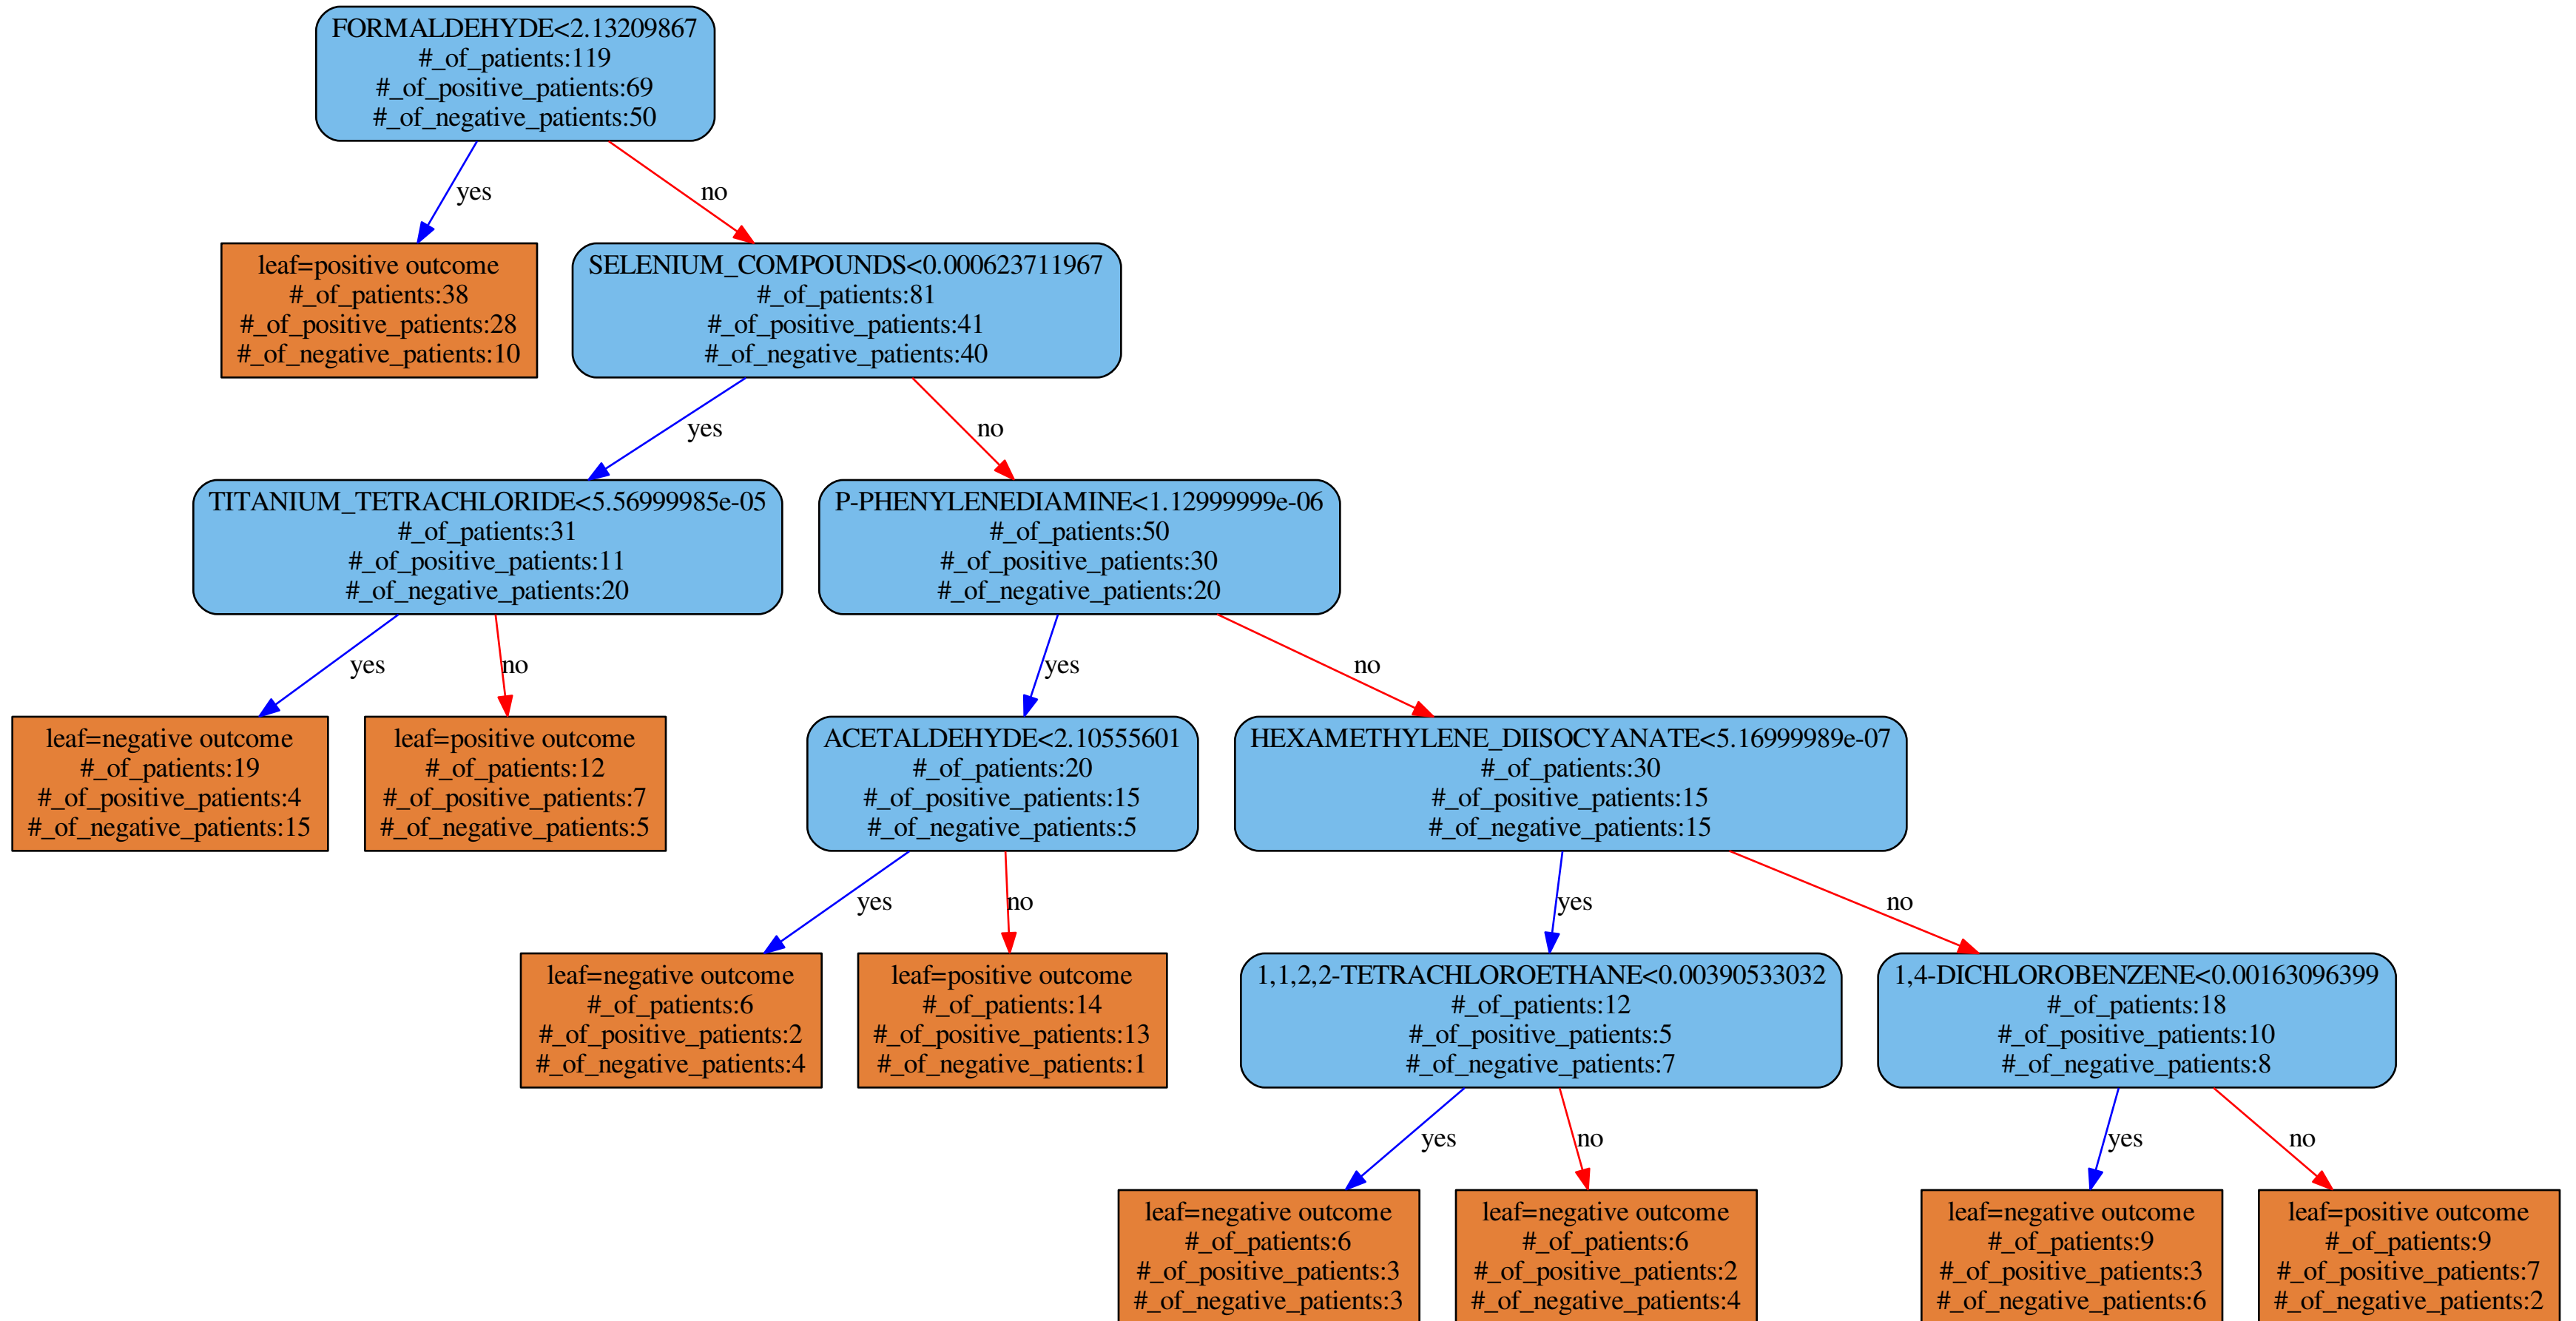 FORMALDEHYDE<2.13209867
#_of_patients:119
#_of_positive_patients:69
#_of_negative_patients:50
yes
no
leaf=positive outcome
#_of_patients:38
#_of_positive_patients:28
#_of_negative_patients:10
SELENIUM_COMPOUNDS<0.000623711967
#_of_patients:81
#_of_positive_patients:41
#_of_negative_patients:40
yes
no
TITANIUM_TETRACHLORIDE<5.56999985e-05
#_of_patients:31
#_of_positive_patients:11
#_of_negative_patients:20
P-PHENYLENEDIAMINE<1.12999999e-06
#_of_patients:50
#_of_positive_patients:30
#_of_negative_patients:20
yes
no
yes
no
leaf=negative outcome
#_of_patients:19
#_of_positive_patients:4
#_of_negative_patients:15
leaf=positive outcome
#_of_patients:12
#_of_positive_patients:7
#_of_negative_patients:5
ACETALDEHYDE<2.10555601
#_of_patients:20
#_of_positive_patients:15
#_of_negative_patients:5
HEXAMETHYLENE_DIISOCYANATE<5.16999989e-07
#_of_patients:30
#_of_positive_patients:15
#_of_negative_patients:15
yes
no
yes
no
leaf=negative outcome
#_of_patients:6
#_of_positive_patients:2
#_of_negative_patients:4
leaf=positive outcome
#_of_patients:14
#_of_positive_patients:13
#_of_negative_patients:1
1,1,2,2-TETRACHLOROETHANE<0.00390533032
#_of_patients:12
#_of_positive_patients:5
#_of_negative_patients:7
1,4-DICHLOROBENZENE<0.00163096399
#_of_patients:18
#_of_positive_patients:10
#_of_negative_patients:8
yes
no
yes
no
leaf=negative outcome
#_of_patients:6
#_of_positive_patients:3
#_of_negative_patients:3
leaf=negative outcome
#_of_patients:6
#_of_positive_patients:2
#_of_negative_patients:4
leaf=negative outcome
#_of_patients:9
#_of_positive_patients:3
#_of_negative_patients:6
leaf=positive outcome
#_of_patients:9
#_of_positive_patients:7
#_of_negative_patients:2